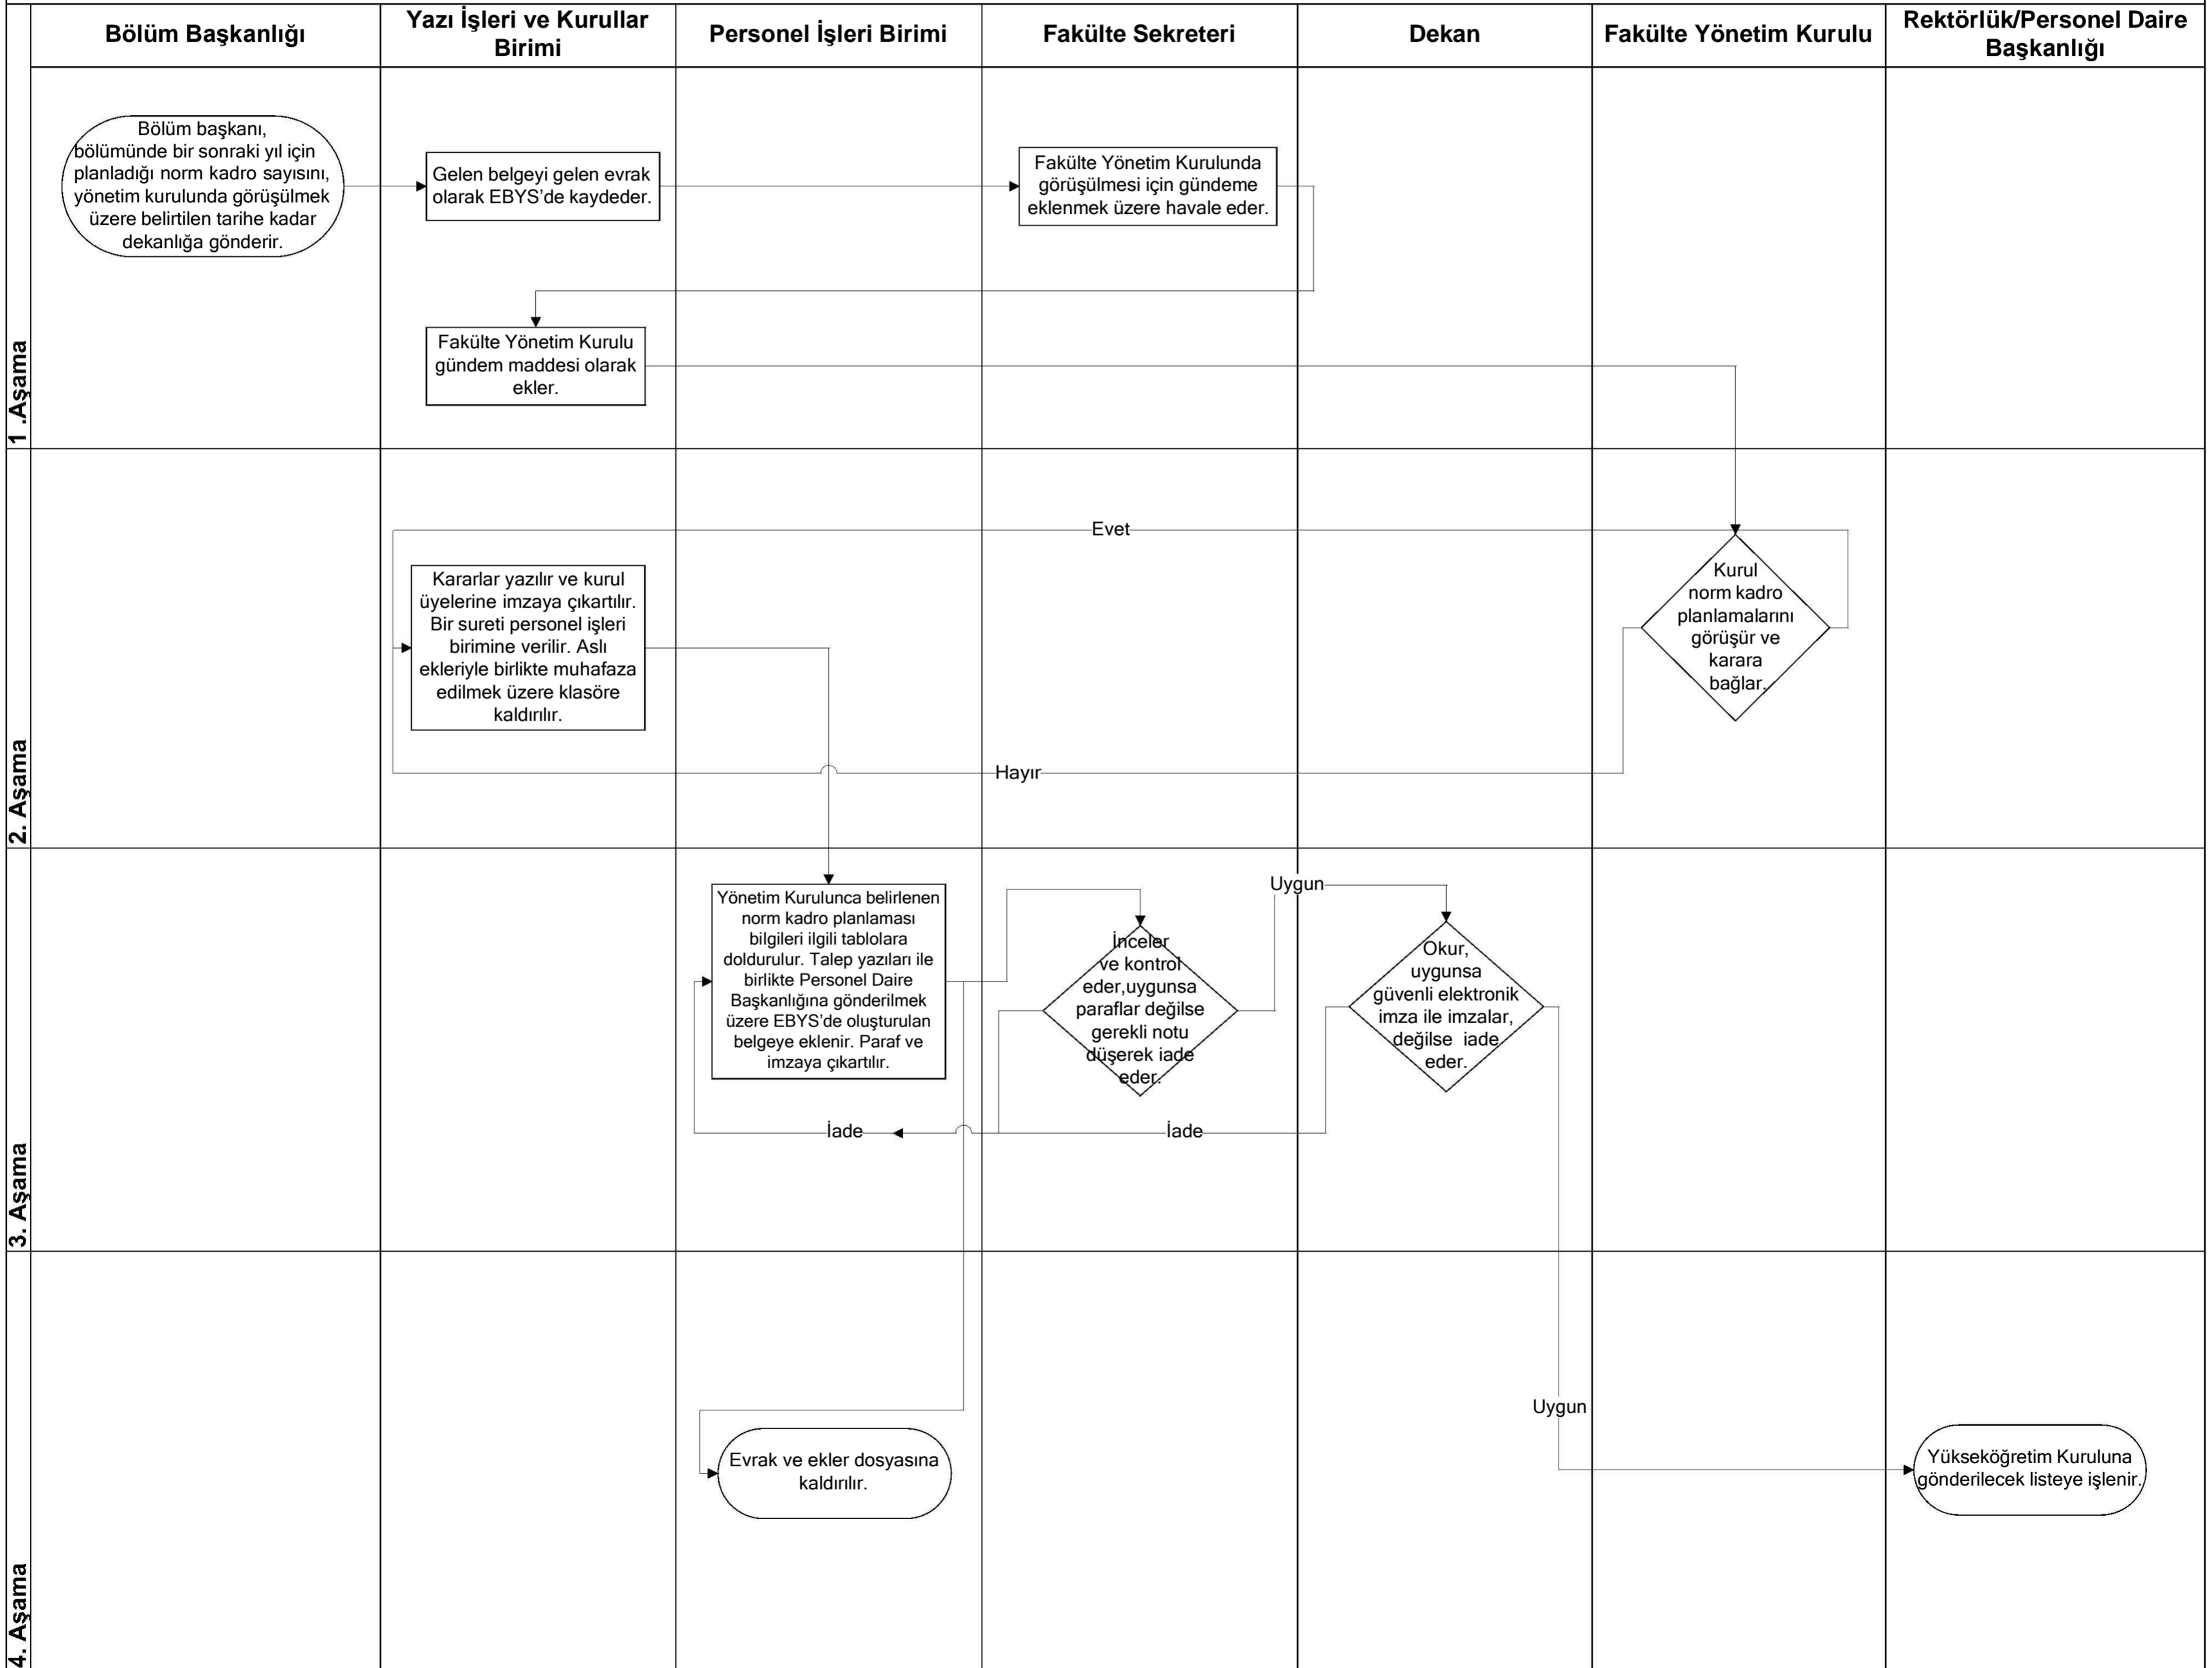 Bölüm Başkanlığı
Yazı İşleri ve Kurullar
Birimi
Personel İşleri Birimi
Fakülte Sekreteri
Dekan
Fakülte Yönetim Kurulu
Rektörlük/Personel Daire
Başkanlığı
1 .Aşama
Bölüm başkanı,
bölümünde bir sonraki yıl için
planladığı norm kadro sayısını,
yönetim kurulunda görüşülmek
üzere belirtilen tarihe kadar
dekanlığa gönderir.
Gelen belgeyi gelen evrak
olarak EBYS’de kaydeder.
Fakülte Yönetim Kurulunda
görüşülmesi için gündeme
eklenmek üzere havale eder.
Fakülte Yönetim Kurulu
gündem maddesi olarak
ekler.
2. Aşama
Evet
Kararlar yazılır ve kurul
üyelerine imzaya çıkartılır.
Bir sureti personel işleri
birimine verilir. Aslı
ekleriyle birlikte muhafaza
edilmek üzere klasöre
kaldırılır.
Kurul
norm kadro
planlamalarını
görüşür ve
karara
bağlar.
Hayır
3. Aşama
Yönetim Kurulunca belirlenen
norm kadro planlaması
bilgileri ilgili tablolara
doldurulur. Talep yazıları ile
birlikte Personel Daire
Başkanlığına gönderilmek
üzere EBYS’de oluşturulan
belgeye eklenir. Paraf ve
imzaya çıkartılır.
İnceler
ve kontrol
eder,uygunsa
paraflar değilse
gerekli notu
düşerek iade
eder.
Uygun
Okur,
uygunsa
güvenli elektronik
imza ile imzalar,
değilse iade
eder.
İade
İade
4. Aşama
Uygun
Evrak ve ekler dosyasına
kaldırılır.
Yükseköğretim Kuruluna
gönderilecek listeye işlenir.